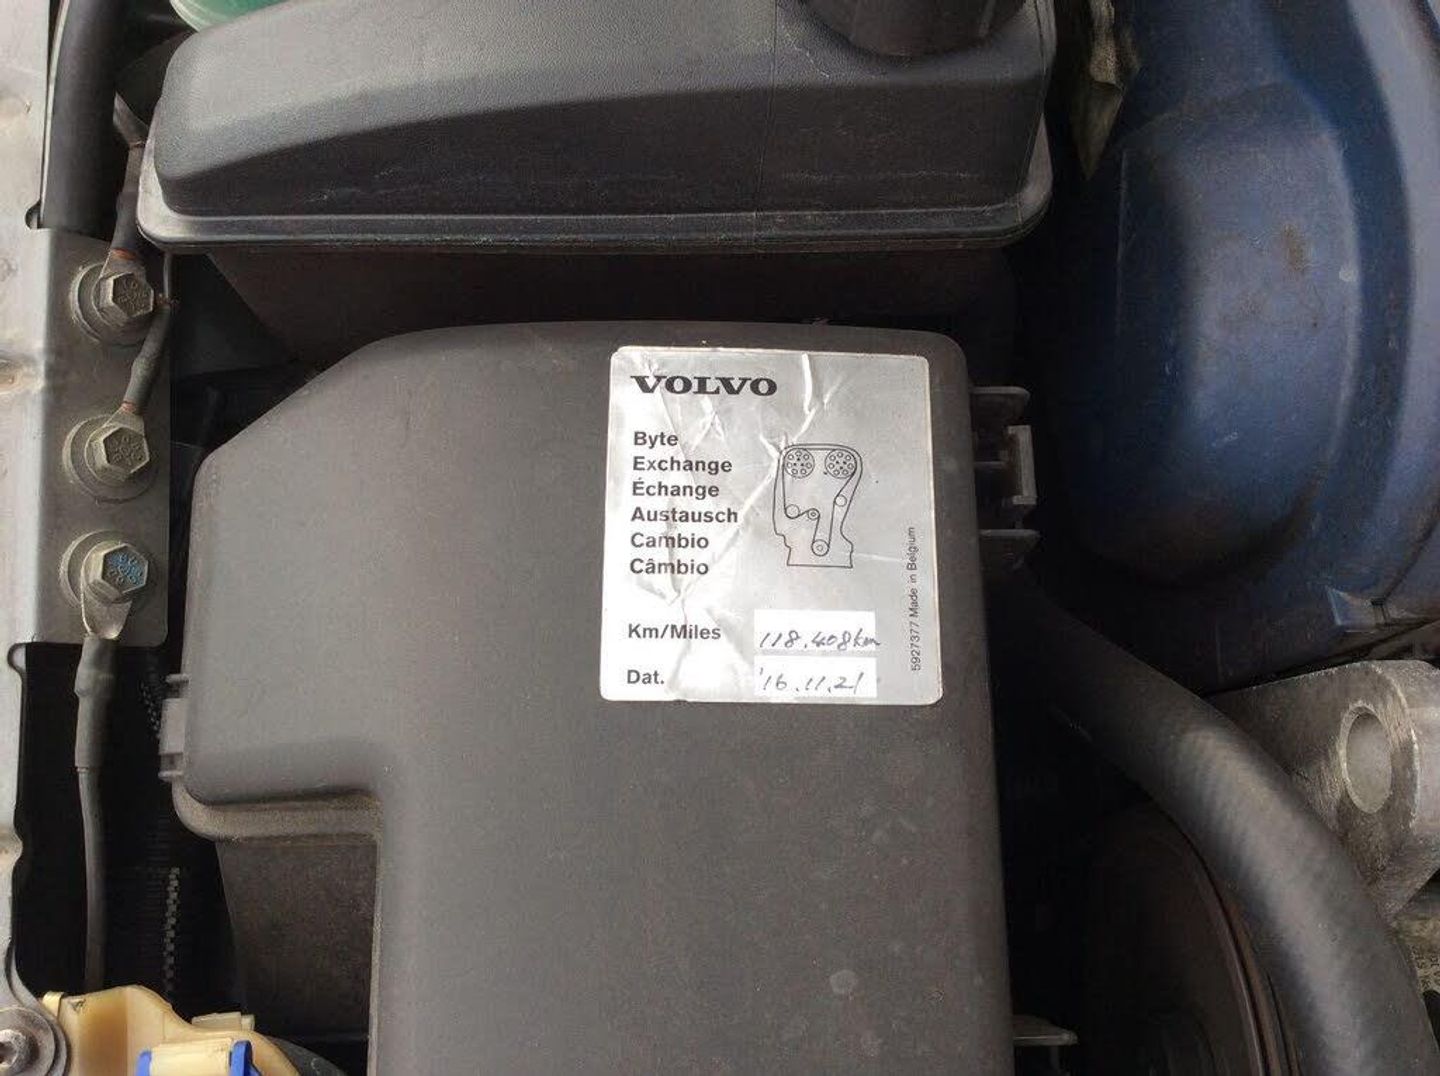 VOLVO
Byte
Exchange
Échange
Austausch
Cambio
Câmbio
Km/Miles 118.408km
Dat. '16.11.21
5927377 Made in Belgium